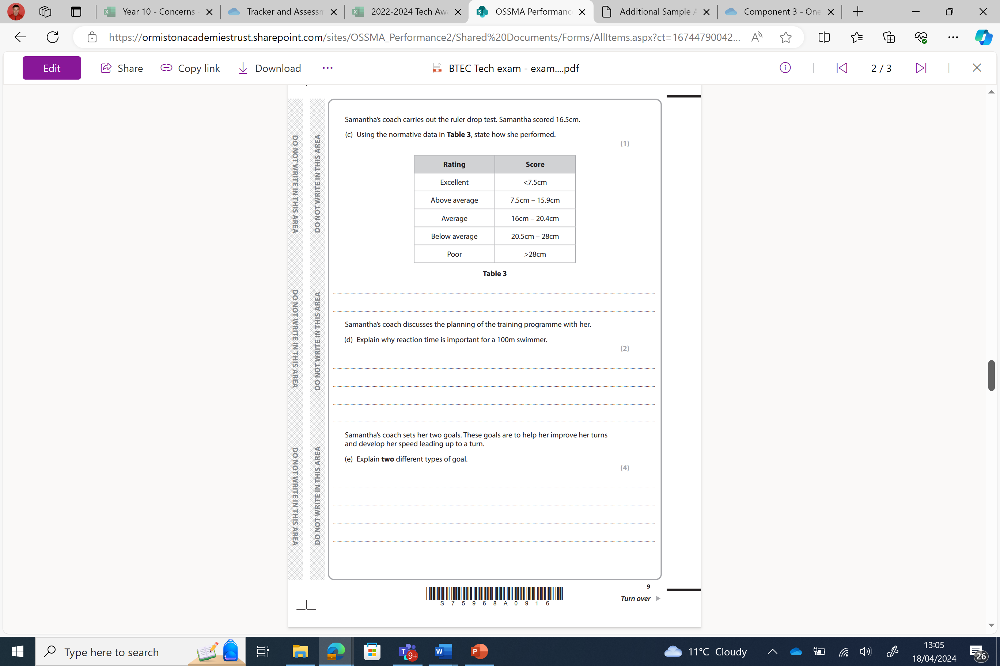 Year 10 - Concerns
Tracker and Assessm
2022-2024 Tech Aw
OSSMA Performanc
Additional Sample A
Component 3 - One
https://ormistonacademiestrust.sharepoint.com/sites/OSSMA_Performance2/Shared%20Documents/Forms/AllItems.aspx?ct=16744790042...
Edit
Share
Copy link
Download
BTEC Tech exam - exam....pdf
2 / 3
Samantha's coach carries out the ruler drop test. Samantha scored 16.5cm.
(c) Using the normative data in Table 3, state how she performed.
(1)
Rating Score
Excellent <7.5cm
Above average 7.5cm – 15.9cm
Average 16cm – 20.4cm
Below average 20.5cm – 28cm
Poor >28cm
Table 3
Samantha's coach discusses the planning of the training programme with her.
(d) Explain why reaction time is important for a 100m swimmer.
(2)
Samantha's coach sets her two goals. These goals are to help her improve her turns
and develop her speed leading up to a turn.
(e) Explain two different types of goal.
(4)
DO NOT WRITE IN THIS AREA
DO NOT WRITE IN THIS AREA
DO NOT WRITE IN THIS AREA
DO NOT WRITE IN THIS AREA
DO NOT WRITE IN THIS AREA
DO NOT WRITE IN THIS AREA
S75968A0916
9
Turn over
Type here to search
9+
11°C Cloudy
13:05
18/04/2024
26